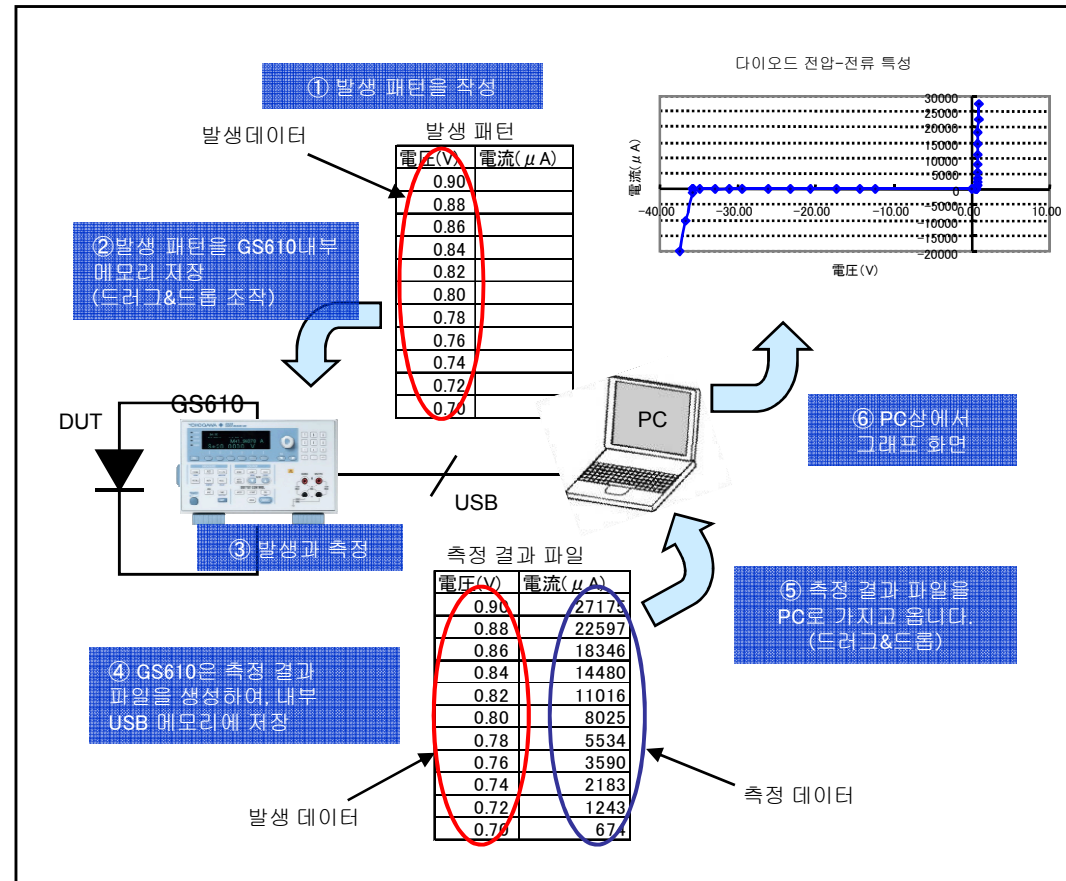 ① 발생 패턴을 작성
발생데이터
발생 패턴
電圧(V) 電流(μA)
0.90
0.88
0.86
0.84
0.82
0.80
0.78
0.76
0.74
0.72
0.70
②발생 패턴을 GS610내부
메모리 저장
(드러그&드롭 조작)
다이오드 전압-전류 특성
30000
25000
20000
15000
10000
5000
0
-5000
-10000
-15000
-20000
-40.00 -30.00 -20.00 -10.00 0.00 10.00
電流(μA)
電圧(V)
DUT
GS610
YOKOGAWA
USB
PC
③ 발생과 측정
⑥ PC상에서
그래프 화면
측정 결과 파일
電圧(V) 電流(μA)
0.90 27175
0.88 22597
0.86 18346
0.84 14480
0.82 11016
0.80 8025
0.78 5534
0.76 3590
0.74 2183
0.72 1243
0.70 674
⑤ 측정 결과 파일을
PC로 가지고 옵니다.
(드러그&드롭)
④ GS610은 측정 결과
파일을 생성하여, 내부
USB 메모리에 저장
발생 데이터
측정 데이터